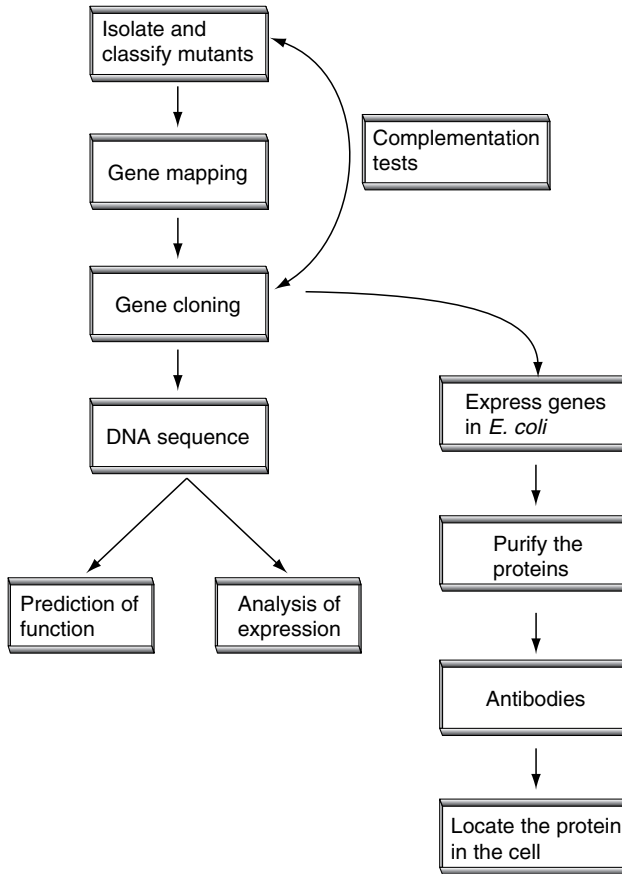 Isolate and
classify mutants
Complementation
tests
Gene mapping
Gene cloning
Express genes
in E. coli
DNA sequence
Purify the
proteins
Prediction of
function
Analysis of
expression
Antibodies
Locate the protein
in the cell